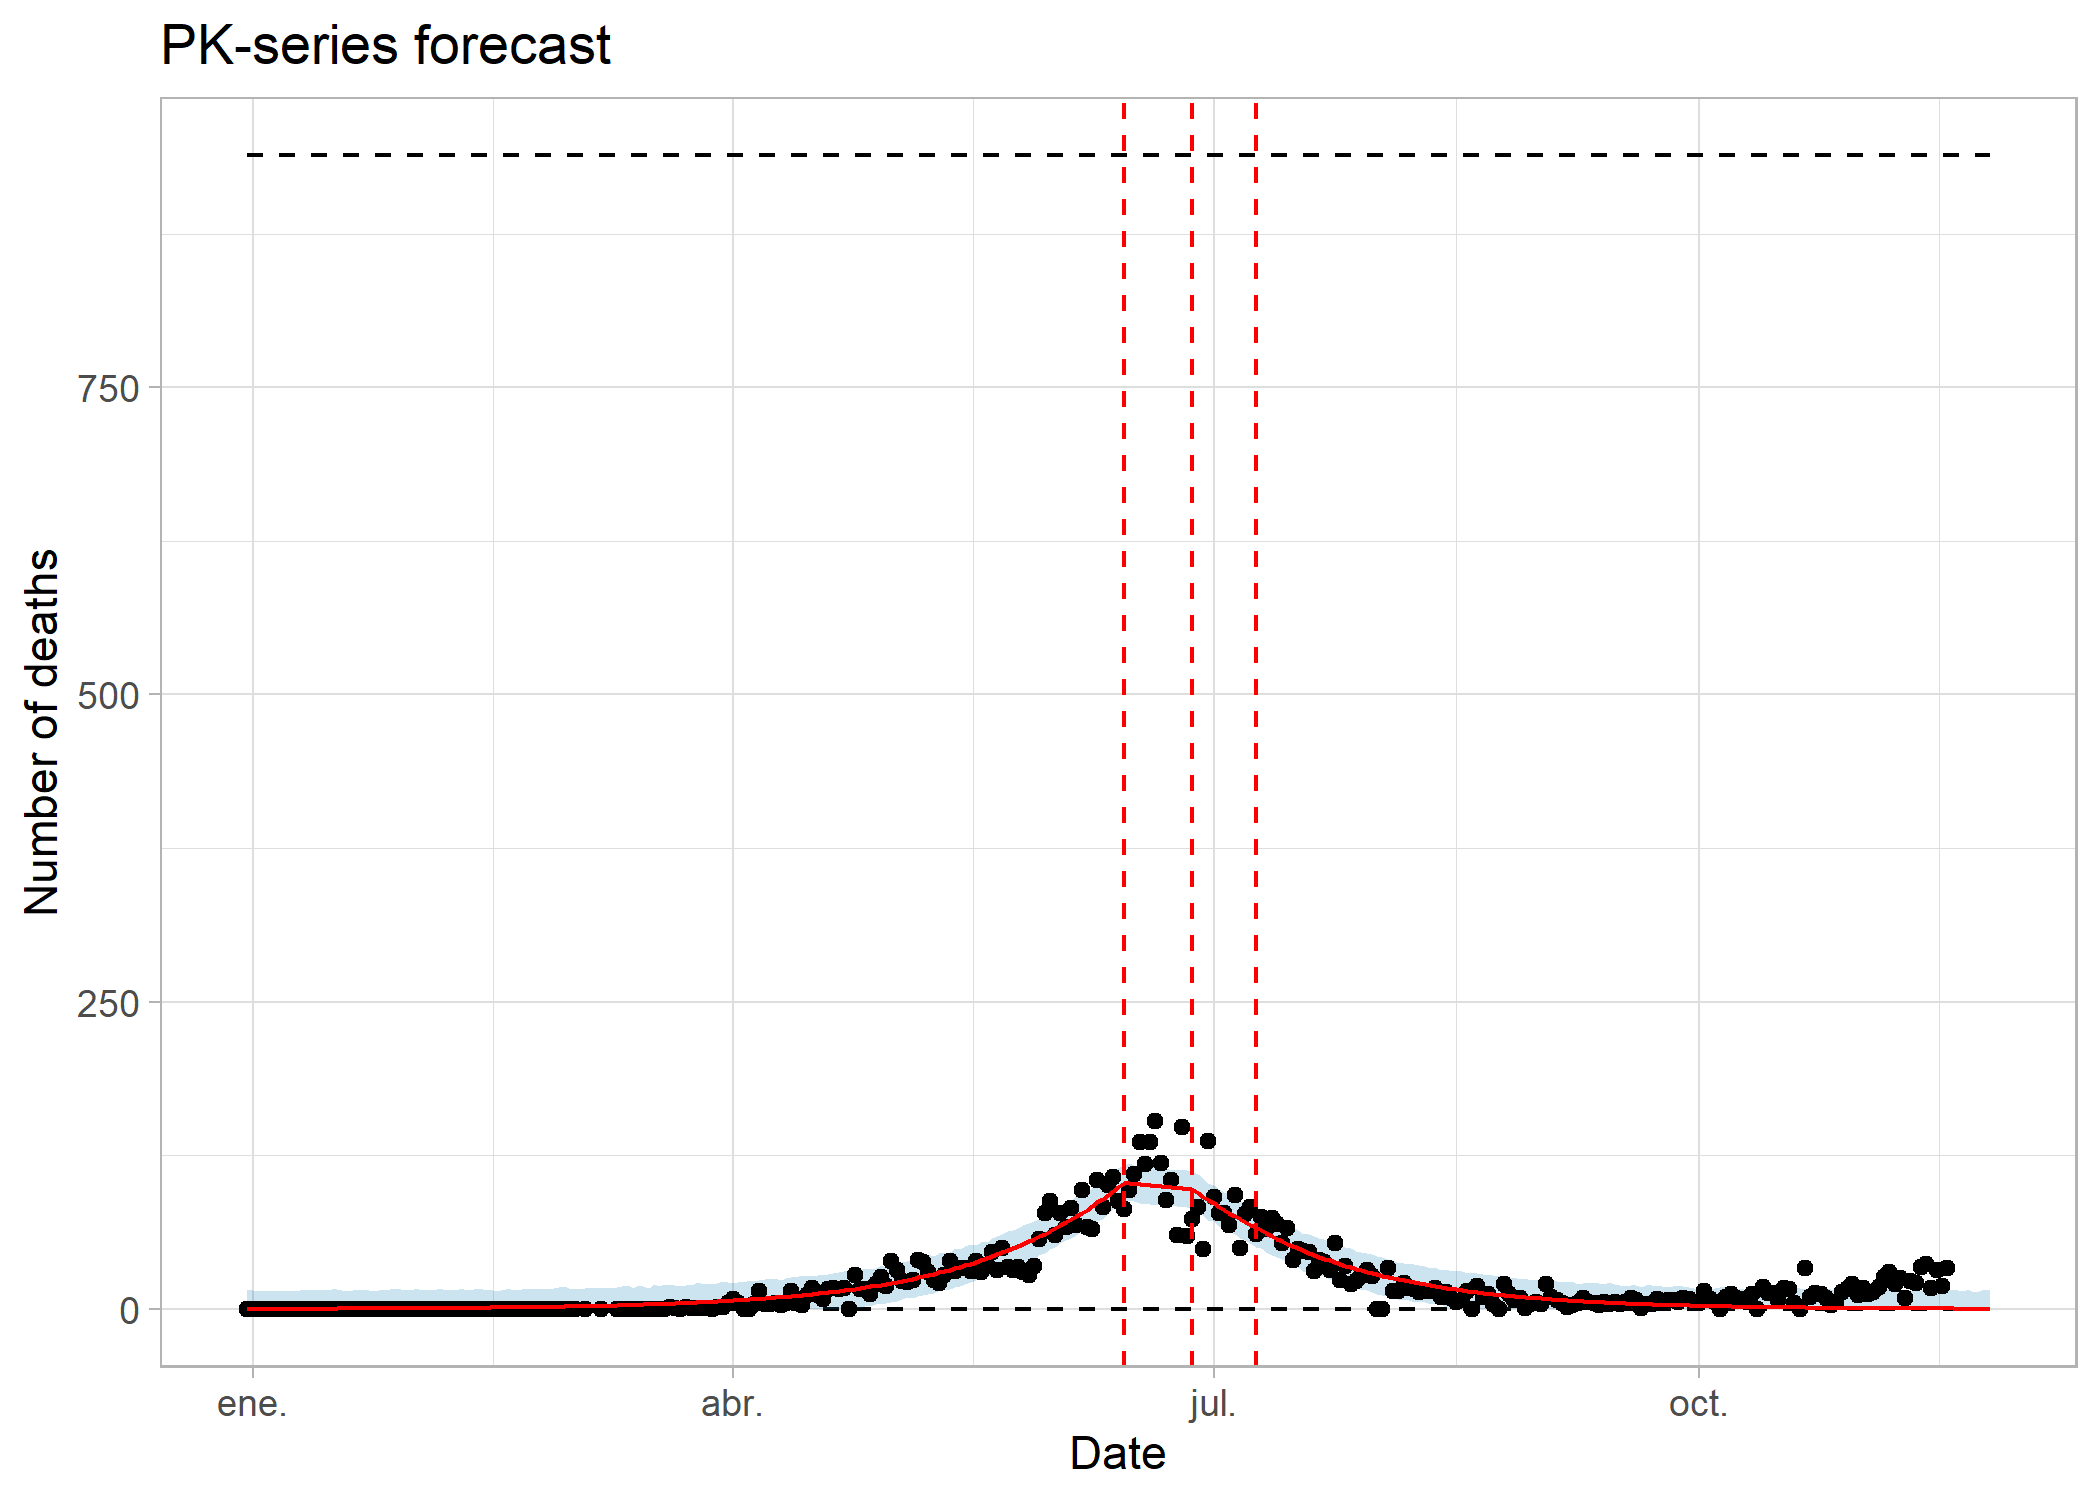 PK-series forecast
Number of deaths
750
500
250
0
ene.
abr.
jul.
oct.
Date